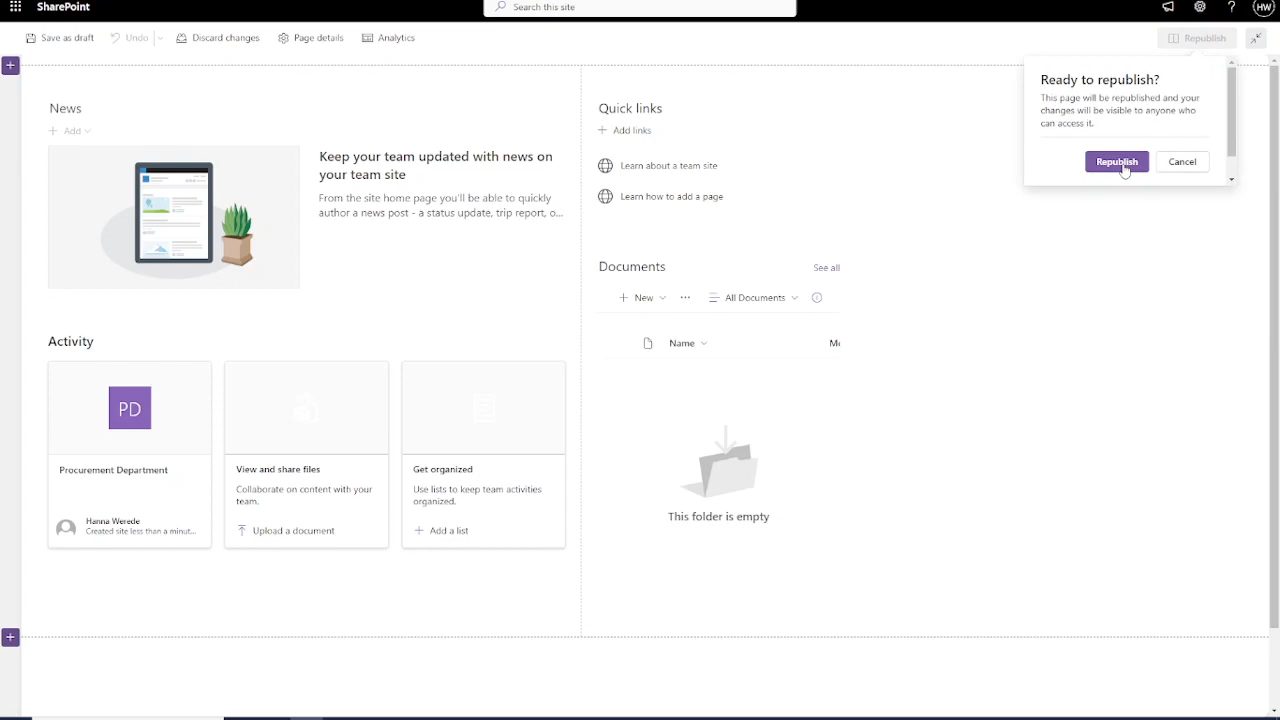 SharePoint
Search this site
?
HW
Save as draft
Undo
Discard changes
Page details
Analytics
Republish
Ready to republish?
This page will be republished and your
changes will be visible to anyone who
can access it.
Republish
Cancel
News
+ Add
Keep your team updated with news on
your team site
From the site home page you'll be able to quickly
author a news post - a status update, trip report, o...
Quick links
+ Add links
Learn about a team site
Learn how to add a page
Documents
See all
+ New
...
All Documents
Name
Mo
This folder is empty
Activity
PD
Procurement Department
Hanna Werede
Created site less than a minut...
View and share files
Collaborate on content with your
team.
Upload a document
Get organized
Use lists to keep team activities
organized.
+ Add a list